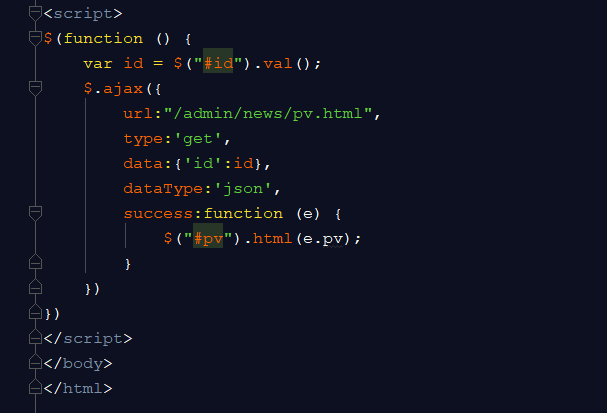 <script>
$(function () {
var id = $("#id").val();
$.ajax({
url:"/admin/news/pv.html",
type:'get',
data:{'id':id},
dataType:'json',
success:function (e) {
$("#pv").html(e.pv);
}
})
})
</script>
</body>
</html>